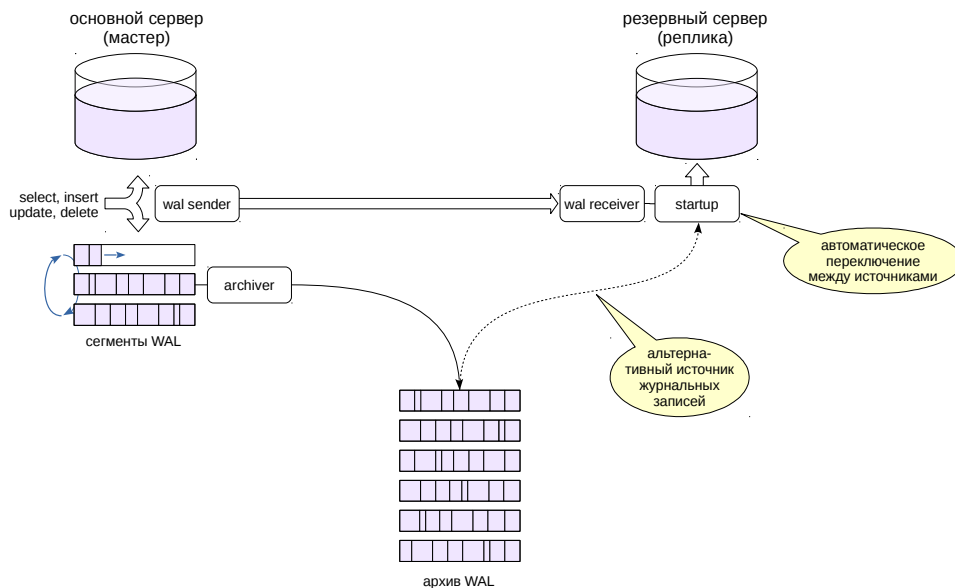 основной сервер
(мастер)
резервный сервер
(реплика)
select, insert
update, delete
wal sender
wal receiver
startup
автоматическое
переключение
между источниками
archiver
сегменты WAL
альтерна-
тивный источник
журнальных
записей
архив WAL